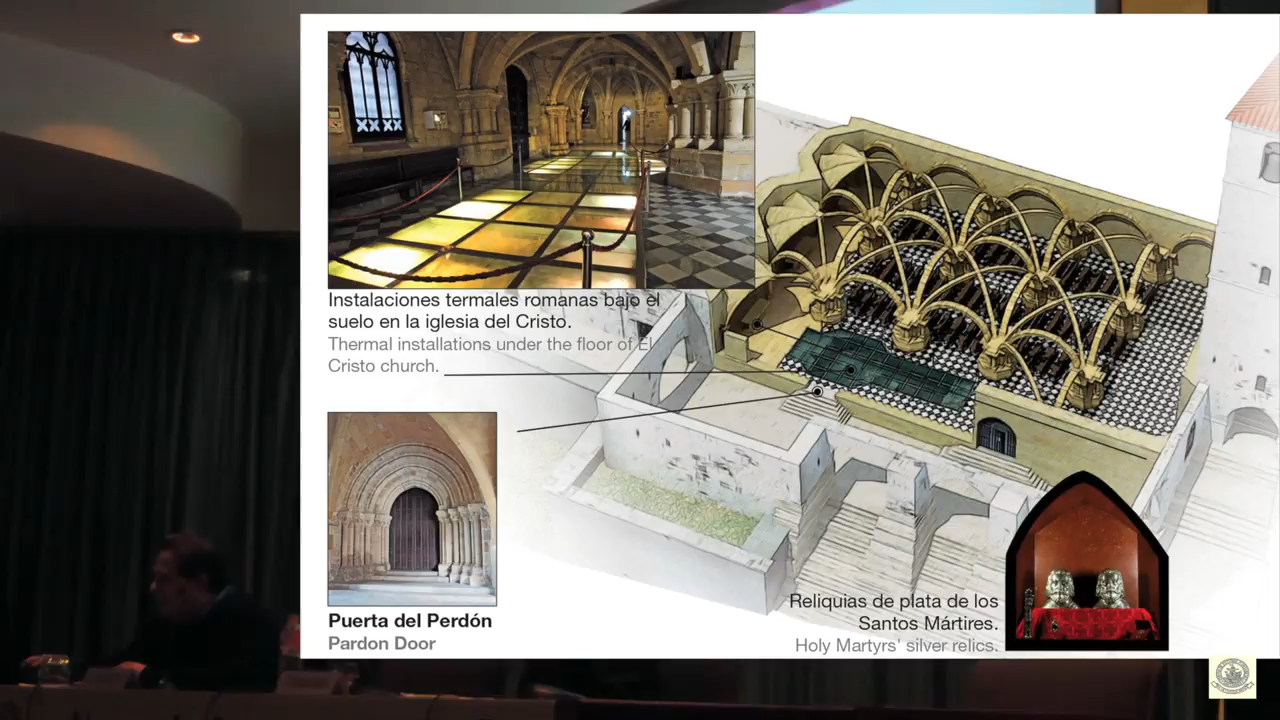 Instalaciones termales romanas bajo el
suelo en la iglesia del Cristo.
Thermal installations under the floor of El
Cristo church.
Puerta del Perdón
Pardon Door
Reliquias de plata de los
Santos Mártires.
Holy Martyrs' silver relics.